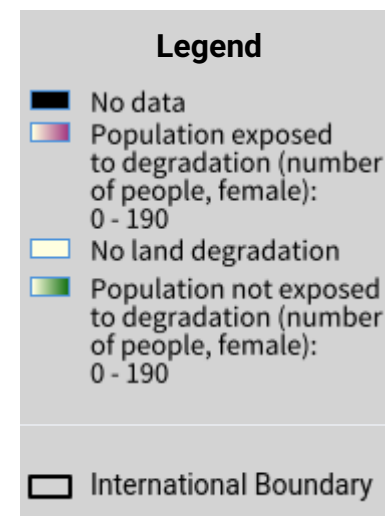 Legend
No data
Population exposed
to degradation (number
of people, female):
0 - 190
No land degradation
Population not exposed
to degradation (number
of people, female):
0 - 190
International Boundary